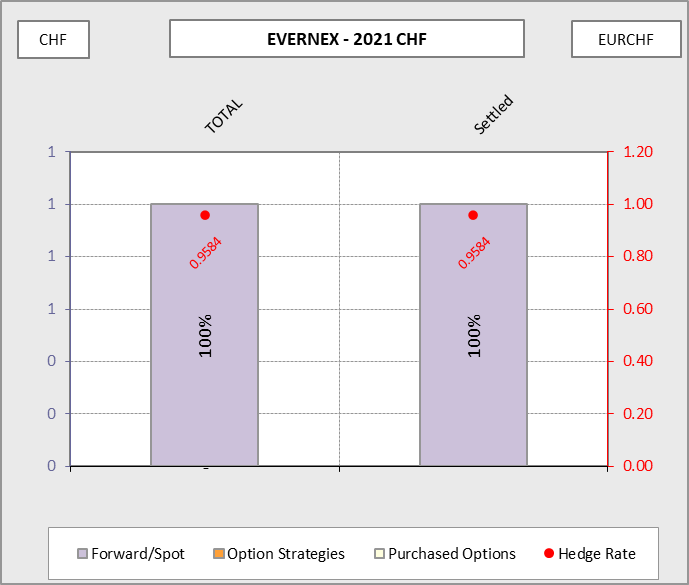 CHF
EVERNEX - 2021 CHF
EURCHF
TOTAL
Settled
1
1
1
1
0
0
0
1.20
1.00
0.80
0.60
0.40
0.20
0.00
0.9584
0.9584
100%
100%
-
Forward/Spot
Option Strategies
Purchased Options
Hedge Rate